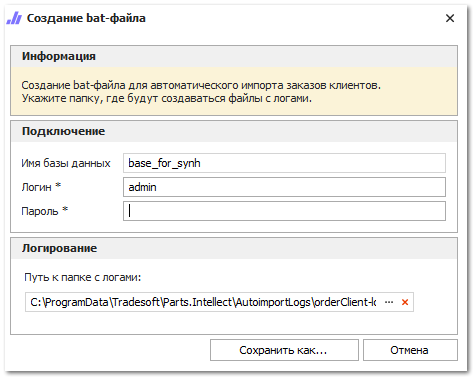 Создание bat-файла
Информация
Создание bat-файла для автоматического импорта заказов клиентов.
Укажите папку, где будут создаваться файлы с логами.
Подключение
Имя базы данных base_for_synh
Логин * admin
Пароль *
Логирование
Путь к папке с логами:
C:\ProgramData\Tradesoft\Parts.Intellect\AutoimportLogs\orderClient-lo
Сохранить как...
Отмена